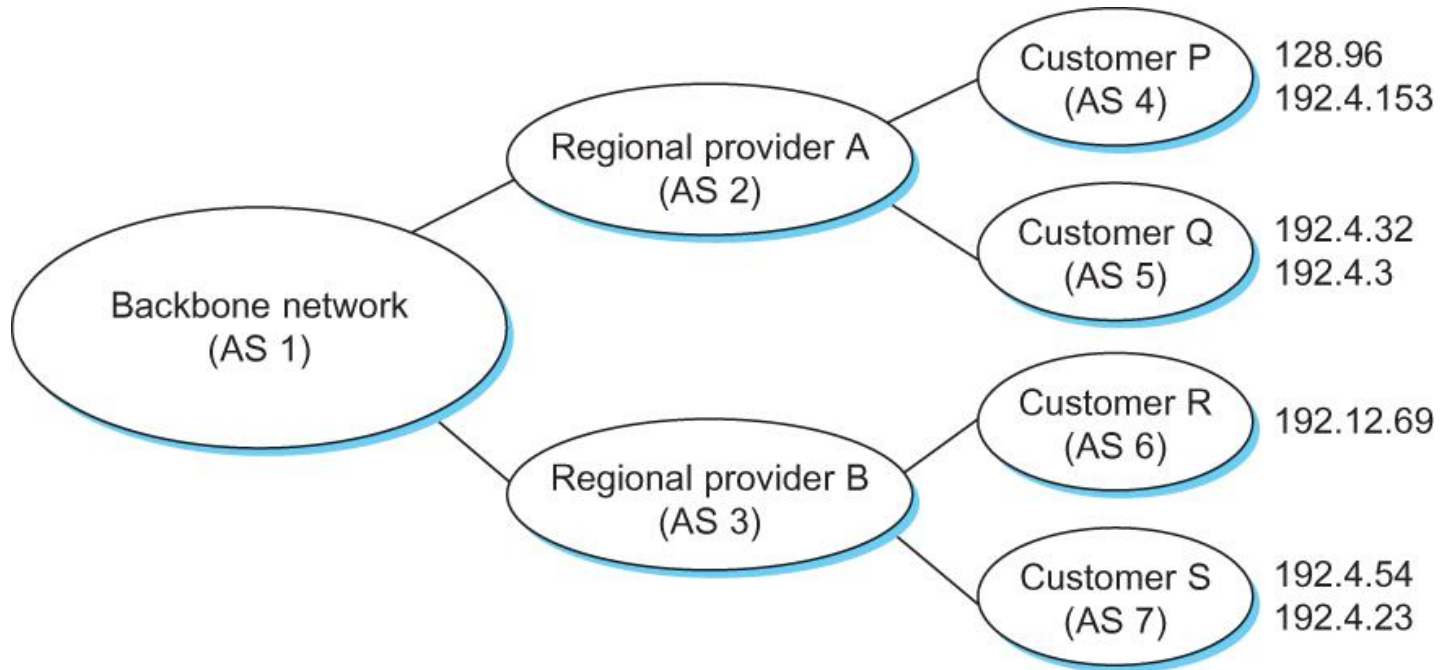 Backbone network
(AS 1)
Regional provider A
(AS 2)
Regional provider B
(AS 3)
Customer P
(AS 4)
128.96
192.4.153
Customer Q
(AS 5)
192.4.32
192.4.3
Customer R
(AS 6)
192.12.69
Customer S
(AS 7)
192.4.54
192.4.23